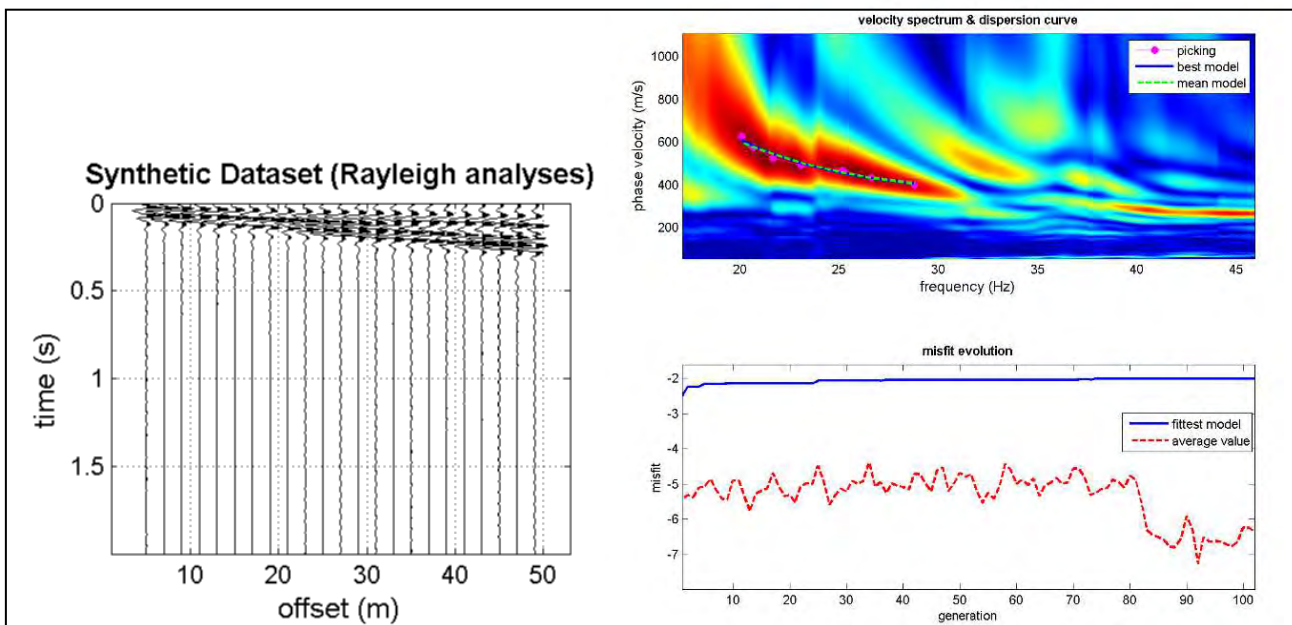 Synthetic Dataset (Rayleigh analyses)
0
0.5
1
1.5
time (s)
10 20 30 40 50
offset (m)
velocity spectrum & dispersion curve
picking
best model
mean model
1000
800
600
400
200
phase velocity (m/s)
20 25 30 35 40 45
frequency (Hz)
misfit evolution
-2
-3
-4
-5
-6
-7
misfit
fittest model
average value
10 20 30 40 50 60 70 80 90 100
generation